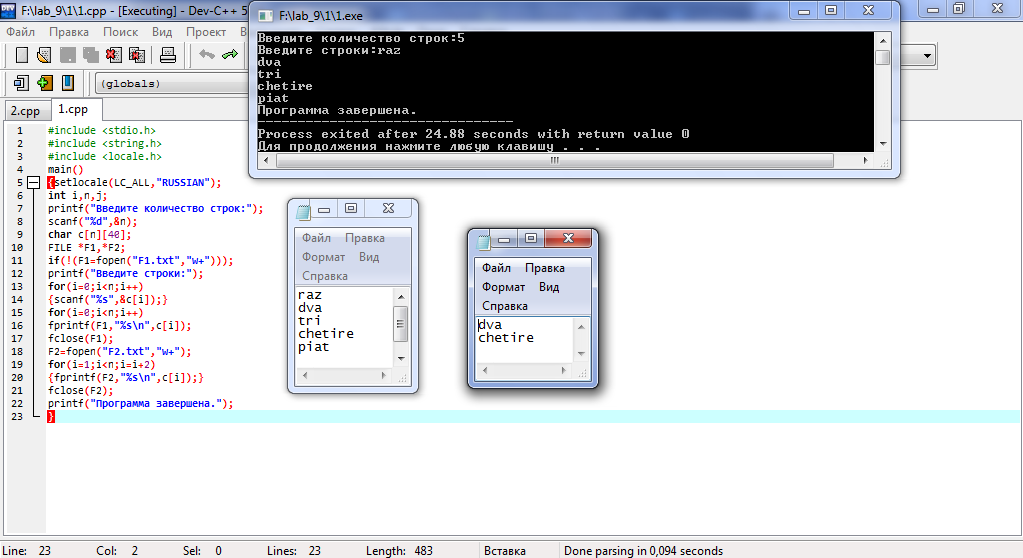 F:\lab_9\1\1.cpp - [Executing] - Dev-C++ 5
Файл Правка Поиск Вид Проект
(globals)
2.cpp 1.cpp
F:\lab_9\1\1.exe
Введите количество строк:5
Введите строки:raz
dva
tri
chetire
piat
Программа завершена.
--------------------------------
Process exited after 24.88 seconds with return value 0
Для продолжения нажмите любую клавишу . . .
1 #include <stdio.h>
2 #include <string.h>
3 #include <locale.h>
4 main()
5 {setlocale(LC_ALL,"RUSSIAN");
6 int i,n,j;
7 printf("Введите количество строк:");
8 scanf("%d",&n);
9 char c[n][40];
10 FILE *F1,*F2;
11 if(!(F1=fopen("F1.txt","w+")));
12 printf("Введите строки:");
13 for(i=0;i<n;i++)
14 {scanf("%s",&c[i]);}
15 for(i=0;i<n;i++)
16 fprintf(F1,"%s\n",c[i]);
17 fclose(F1);
18 F2=fopen("F2.txt","w+");
19 for(i=1;i<n;i=i+2)
20 {fprintf(F2,"%s\n",c[i]);}
21 fclose(F2);
22 printf("Программа завершена.");
23 }
Файл Правка
Формат Вид
Справка
raz
dva
tri
chetire
piat
Файл Правка
Формат Вид
Справка
dva
chetire
Line: 23 Col: 2 Sel: 0 Lines: 23 Length: 483 Вставка Done parsing in 0,094 seconds